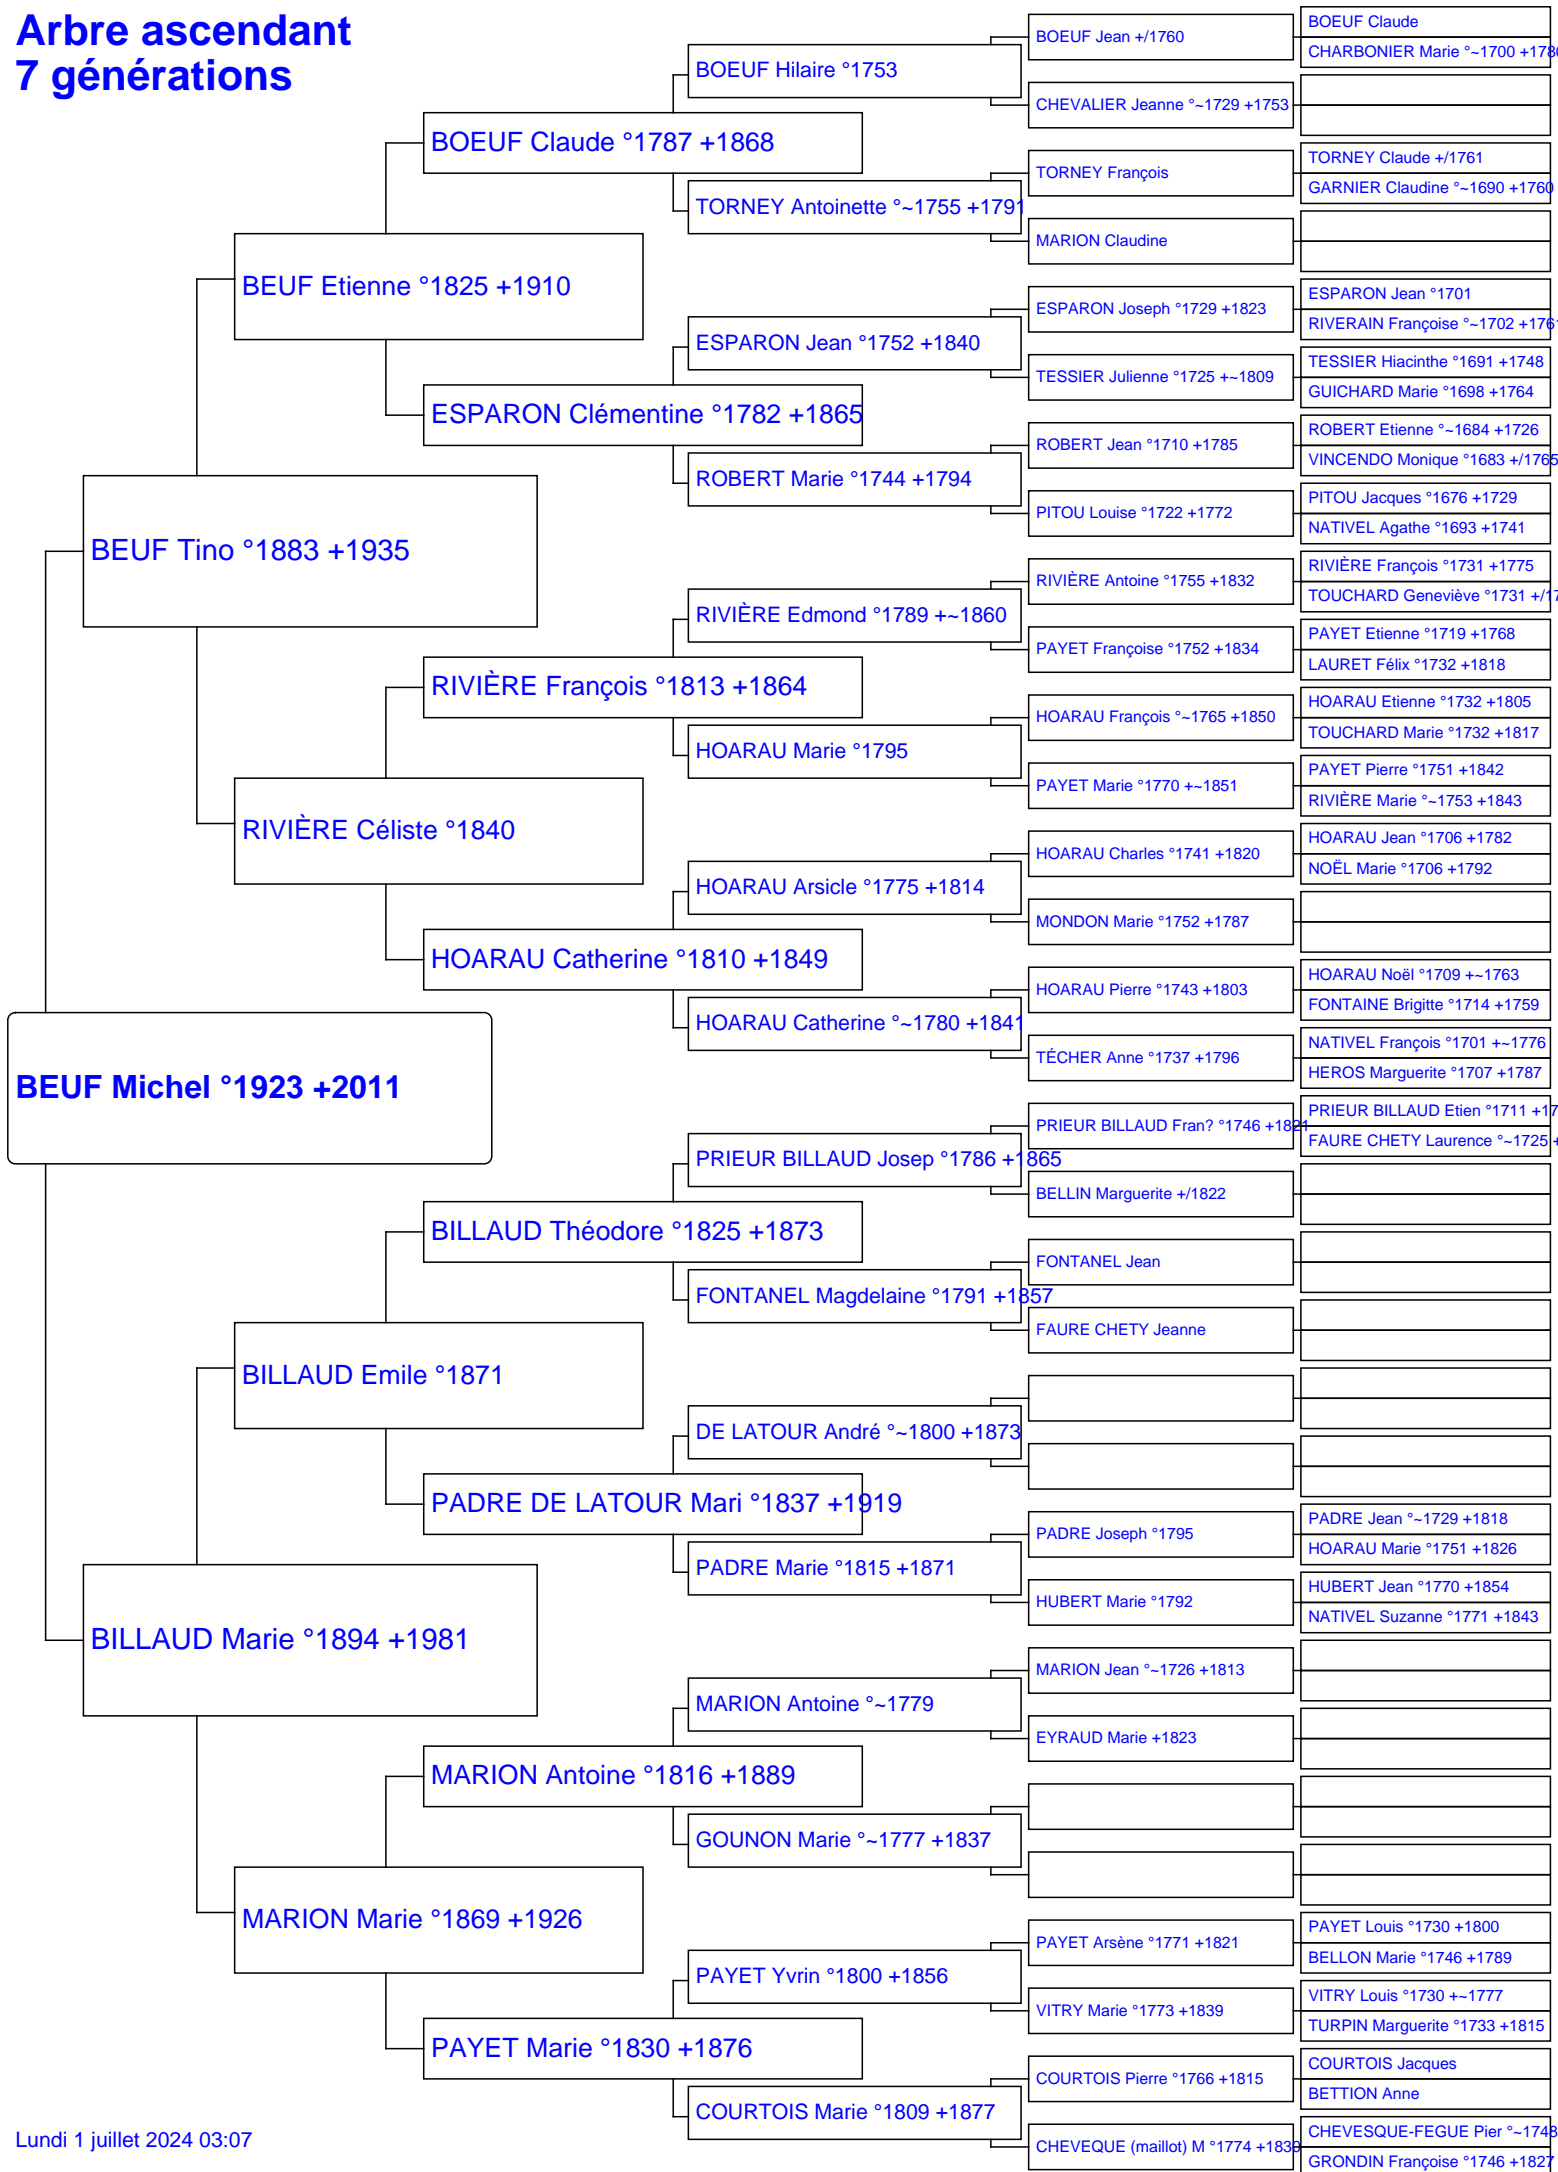 Arbre ascendant
7 générations
BEUF Michel °1923 +2011
BEUF Tino °1883 +1935
BILLAUD Marie °1894 +1981
BEUF Etienne °1825 +1910
RIVIÈRE Céliste °1840
BILLAUD Emile °1871
MARION Marie °1869 +1926
BOEUF Claude °1787 +1868
ESPARON Clémentine °1782 +1865
RIVIÈRE François °1813 +1864
HOARAU Catherine °1810 +1849
BILLAUD Théodore °1825 +1873
PADRE DE LATOUR Mari °1837 +1919
MARION Antoine °1816 +1889
PAYET Marie °1830 +1876
BOEUF Hilaire °1753
TORNEY Antoinette °~1755 +1791
ESPARON Jean °1752 +1840
ROBERT Marie °1744 +1794
RIVIÈRE Edmond °1789 +~1860
HOARAU Marie °1795
HOARAU Arsicle °1775 +1814
HOARAU Catherine °~1780 +1841
PRIEUR BILLAUD Josep °1786 +1865
FONTANEL Magdelaine °1791 +1857
DE LATOUR André °~1800 +1873
PADRE Marie °1815 +1871
MARION Antoine °~1779
GOUNON Marie °~1777 +1837
PAYET Yvrin °1800 +1856
COURTOIS Marie °1809 +1877
BOEUF Jean +/1760
CHEVALIER Jeanne °~1729 +1753
TORNEY François
MARION Claudine
ESPARON Joseph °1729 +1823
TESSIER Julienne °1725 +~1809
ROBERT Jean °1710 +1785
PITOU Louise °1722 +1772
RIVIÈRE Antoine °1755 +1832
PAYET Françoise °1752 +1834
HOARAU François °~1765 +1850
PAYET Marie °1770 +~1851
HOARAU Charles °1741 +1820
MONDON Marie °1752 +1787
HOARAU Pierre °1743 +1803
TÉCHER Anne °1737 +1796
PRIEUR BILLAUD Fran? °1746 +1821
BELLIN Marguerite +/1822
FONTANEL Jean
FAURE CHETY Jeanne
PADRE Joseph °1795
HUBERT Marie °1792
MARION Jean °~1726 +1813
EYRAUD Marie +1823
PAYET Arsène °1771 +1821
VITRY Marie °1773 +1839
COURTOIS Pierre °1766 +1815
CHEVEQUE (maillot) M °1774 +1830
BOEUF Claude
CHARBONIER Marie °~1700 +1780
TORNEY Claude +/1761
GARNIER Claudine °~1690 +1760
ESPARON Jean °1701
RIVERAIN Françoise °~1702 +1761
TESSIER Hiacinthe °1691 +1748
GUICHARD Marie °1698 +1764
ROBERT Etienne °~1684 +1726
VINCENDO Monique °1683 +/1765
PITOU Jacques °1676 +1729
NATIVEL Agathe °1693 +1741
RIVIÈRE François °1731 +1775
TOUCHARD Geneviève °1731 +/17
PAYET Etienne °1719 +1768
LAURET Félix °1732 +1818
HOARAU Etienne °1732 +1805
TOUCHARD Marie °1732 +1817
PAYET Pierre °1751 +1842
RIVIÈRE Marie °~1753 +1843
HOARAU Jean °1706 +1782
NOËL Marie °1706 +1792
HOARAU Noël °1709 +~1763
FONTAINE Brigitte °1714 +1759
NATIVEL François °1701 +~1776
HEROS Marguerite °1707 +1787
PRIEUR BILLAUD Etien °1711 +17
FAURE CHETY Laurence °~1725 +
PADRE Jean °~1729 +1818
HOARAU Marie °1751 +1826
HUBERT Jean °1770 +1854
NATIVEL Suzanne °1771 +1843
PAYET Louis °1730 +1800
BELLON Marie °1746 +1789
VITRY Louis °1730 +~1777
TURPIN Marguerite °1733 +1815
COURTOIS Jacques
BETTION Anne
CHEVESQUE-FEGUE Pier °~1748
GRONDIN Françoise °1746 +1827
Lundi 1 juillet 2024 03:07